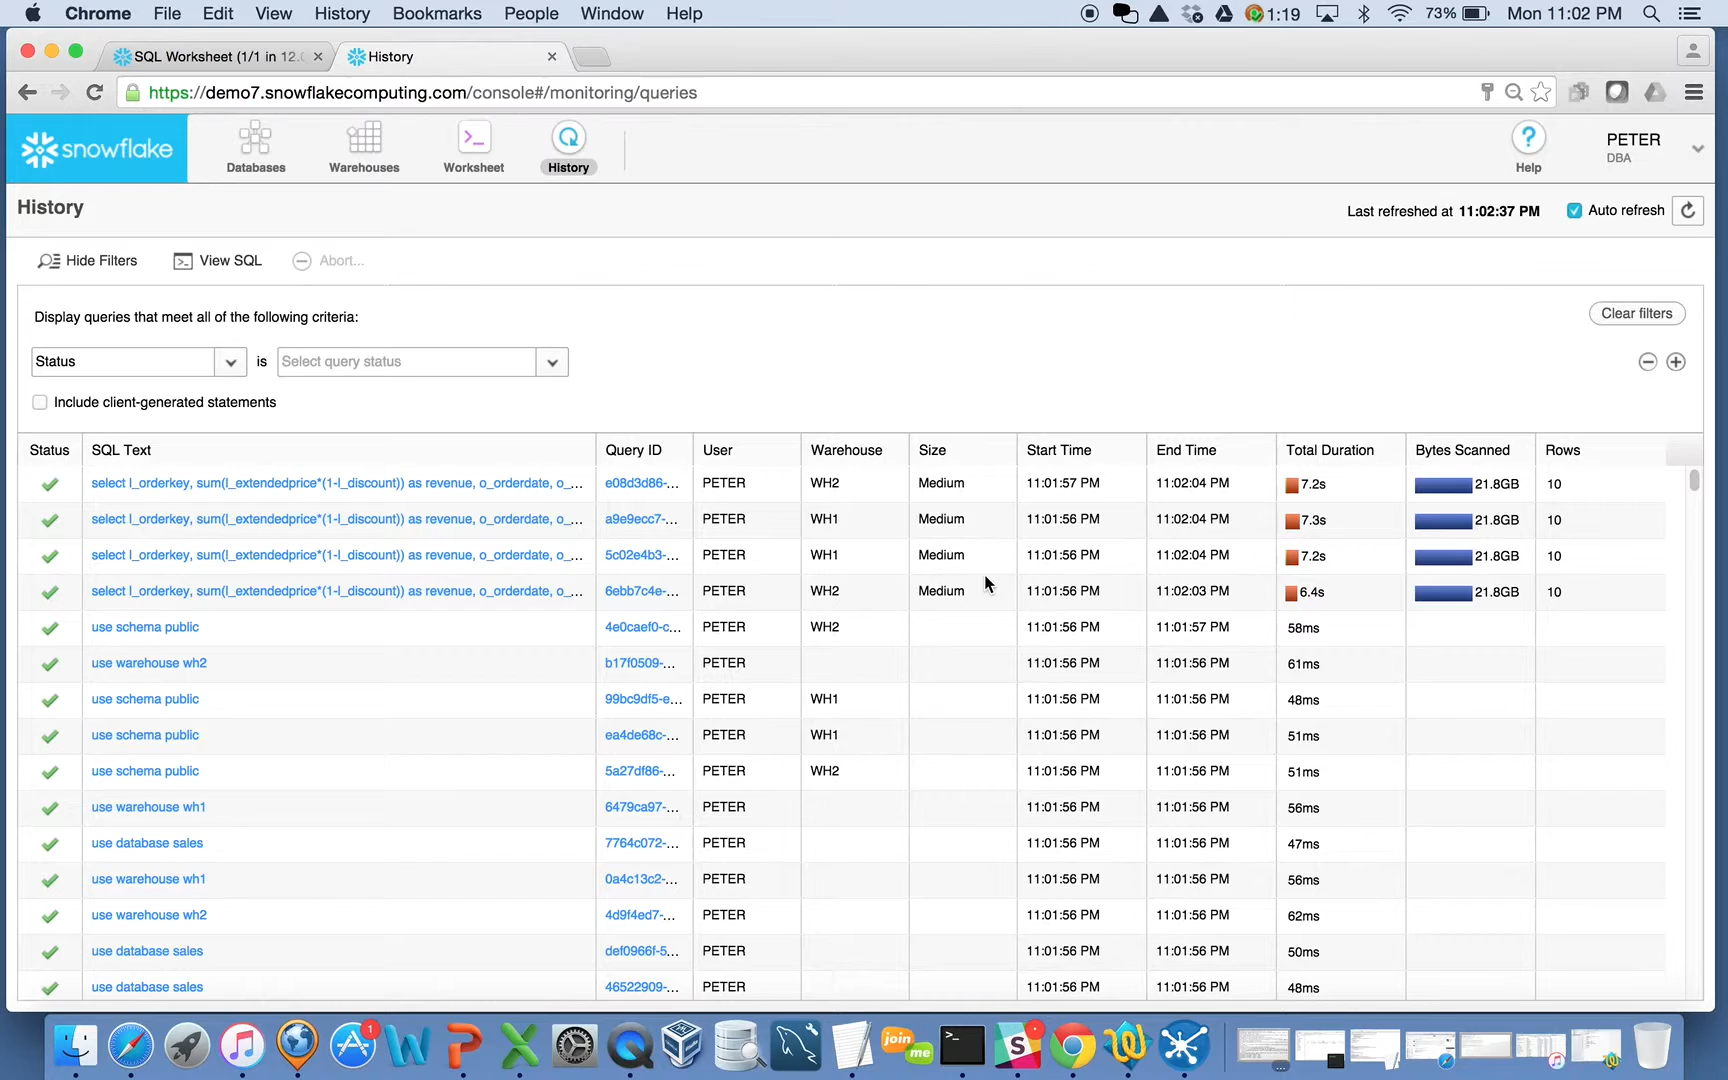 Chrome File Edit View History Bookmarks People Window Help 1:19 73% Mon 11:02 PM
SQL Worksheet (1/1 in 12.0 History
https://demo7.snowflakecomputing.com/console#/monitoring/queries
snowflake Databases Warehouses Worksheet History ? Help PETER
DBA
History Last refreshed at 11:02:37 PM Auto refresh
Hide Filters View SQL Abort...
Display queries that meet all of the following criteria: Clear filters
Status is Select query status
Include client-generated statements
Status SQL Text Query ID User Warehouse Size Start Time End Time Total Duration Bytes Scanned Rows
select l_orderkey, sum(l_extendedprice*(1-l_discount)) as revenue, o_orderdate, o_... e08d3d86-... PETER WH2 Medium 11:01:57 PM 11:02:04 PM 7.2s 21.8GB 10
select l_orderkey, sum(l_extendedprice*(1-l_discount)) as revenue, o_orderdate, o_... a9e9ecc7-... PETER WH1 Medium 11:01:56 PM 11:02:04 PM 7.3s 21.8GB 10
select l_orderkey, sum(l_extendedprice*(1-l_discount)) as revenue, o_orderdate, o_... 5c02e4b3-... PETER WH1 Medium 11:01:56 PM 11:02:04 PM 7.2s 21.8GB 10
select l_orderkey, sum(l_extendedprice*(1-l_discount)) as revenue, o_orderdate, o_... 6ebb7c4e-... PETER WH2 Medium 11:01:56 PM 11:02:03 PM 6.4s 21.8GB 10
use schema public 4e0caef0-c... PETER WH2 11:01:56 PM 11:01:57 PM 58ms
use warehouse wh2 b17f0509-... PETER 11:01:56 PM 11:01:56 PM 61ms
use schema public 99bc9df5-e... PETER WH1 11:01:56 PM 11:01:56 PM 48ms
use schema public ea4de68c-... PETER WH1 11:01:56 PM 11:01:56 PM 51ms
use schema public 5a27df86-... PETER WH2 11:01:56 PM 11:01:56 PM 51ms
use warehouse wh1 6479ca97-... PETER 11:01:56 PM 11:01:56 PM 56ms
use database sales 7764c072-... PETER 11:01:56 PM 11:01:56 PM 47ms
use warehouse wh1 0a4c13c2-... PETER 11:01:56 PM 11:01:56 PM 56ms
use warehouse wh2 4d9f4ed7-... PETER 11:01:56 PM 11:01:56 PM 62ms
use database sales def0966f-5... PETER 11:01:56 PM 11:01:56 PM 50ms
use database sales 46522909-... PETER 11:01:56 PM 11:01:56 PM 48ms
1 join me